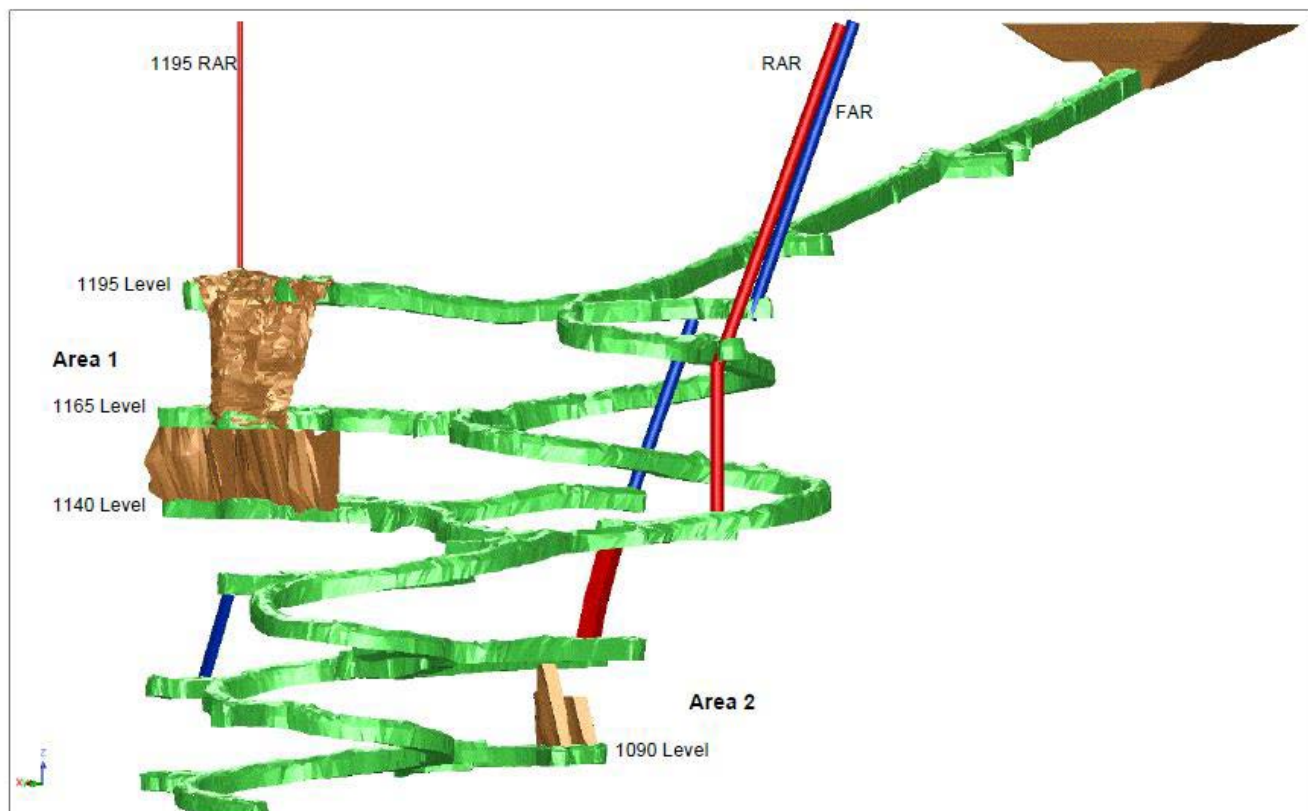 1195 RAR
RAR
FAR
1195 Level
Area 1
1165 Level
1140 Level
Area 2
1090 Level
z